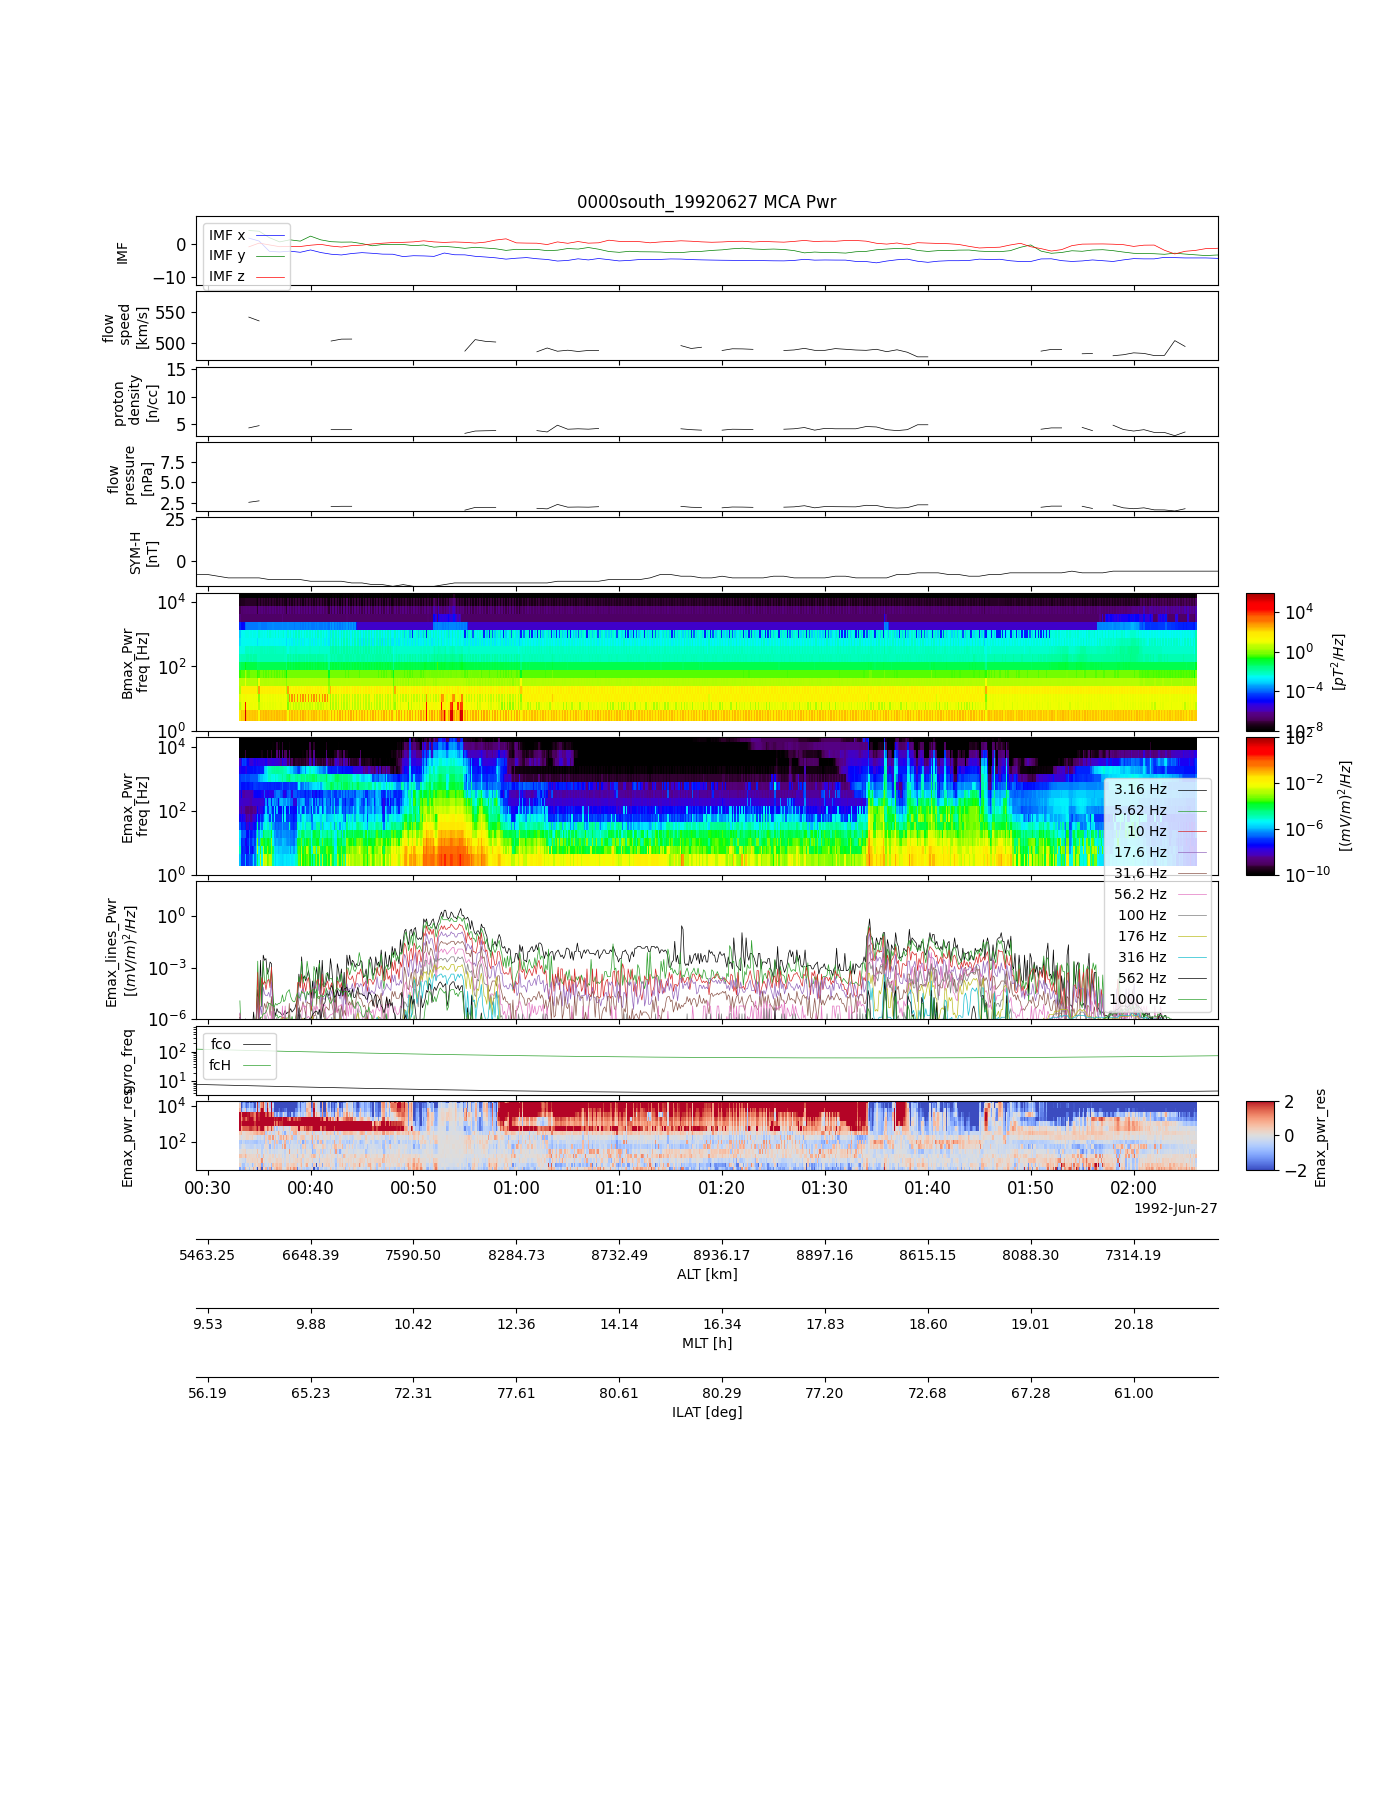 0000south_19920627 MCA Pwr
IMF
0
−10
IMF x
IMF y
IMF z
flow
speed
[km/s]
550
500
proton
density
[n/cc]
15
10
5
flow
pressure
[nPa]
7.5
5.0
2.5
SYM-H
[nT]
25
0
Bmax_Pwr
freq [Hz]
10^4
10^2
10^0
10^4
10^0
10^−4
10^−8
[pT^2/Hz]
Emax_Pwr
freq [Hz]
10^4
10^2
10^0
10^2
10^−2
10^−6
10^−10
[(mV/m)^2/Hz]
3.16 Hz
5.62 Hz
10 Hz
17.6 Hz
31.6 Hz
56.2 Hz
100 Hz
176 Hz
316 Hz
562 Hz
1000 Hz
Emax_lines_Pwr
[(mV/m)^2/Hz]
10^0
10^−3
10^−6
gyro_freq
10^2
10^1
fco
fcH
Emax_pwr_res
10^4
10^2
2
0
−2
Emax_pwr_res
00:30 00:40 00:50 01:00 01:10 01:20 01:30 01:40 01:50 02:00
1992-Jun-27
5463.25 6648.39 7590.50 8284.73 8732.49 8936.17 8897.16 8615.15 8088.30 7314.19
ALT [km]
9.53 9.88 10.42 12.36 14.14 16.34 17.83 18.60 19.01 20.18
MLT [h]
56.19 65.23 72.31 77.61 80.61 80.29 77.20 72.68 67.28 61.00
ILAT [deg]